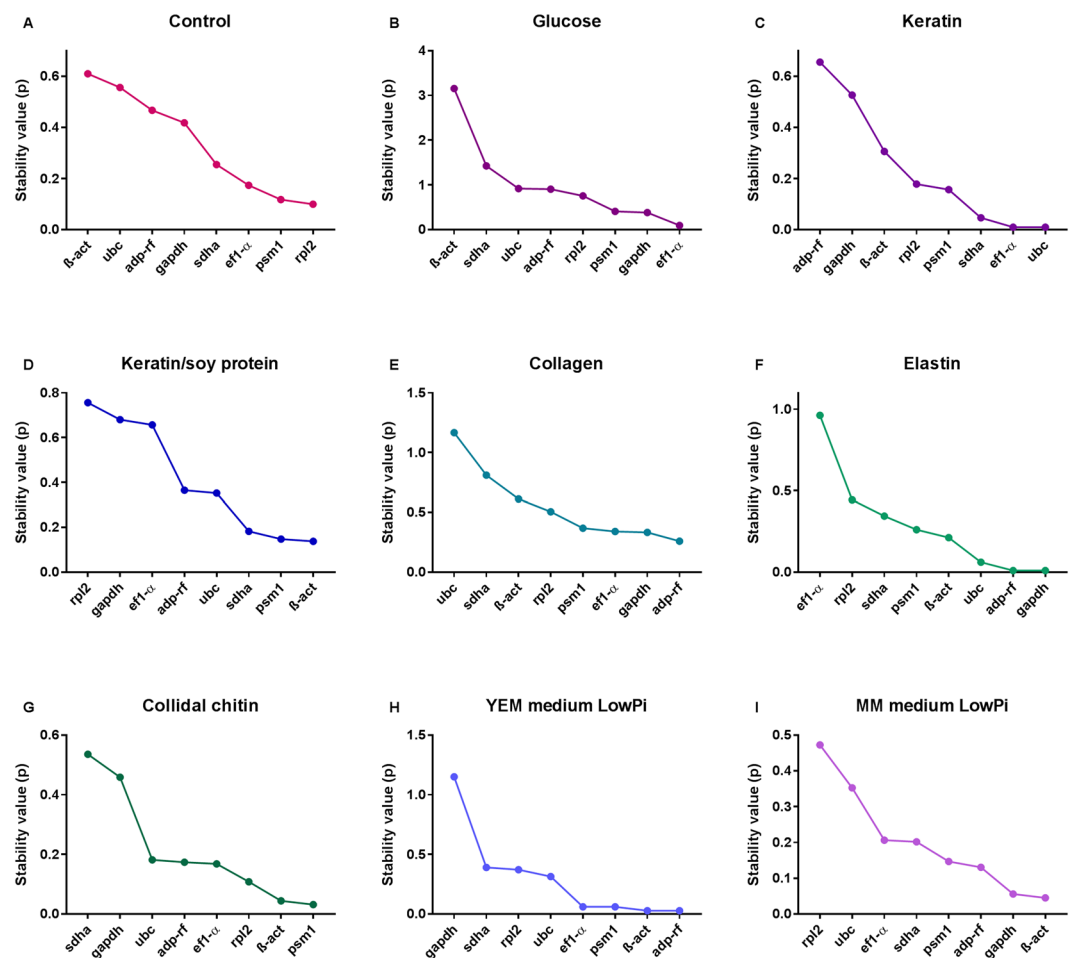 A Control
Stability value (p)
0.6
0.4
0.2
0.0
ß-act ubc adp-rf gapdh sdha ef1-α psm1 rpl2
B Glucose
Stability value (p)
4
3
2
1
0
ß-act sdha ubc adp-rf rpl2 psm1 gapdh ef1-α
C Keratin
Stability value (p)
0.6
0.4
0.2
0.0
adp-rf gapdh ß-act rpl2 psm1 sdha ef1-α ubc
D Keratin/soy protein
Stability value (p)
0.8
0.6
0.4
0.2
0.0
rpl2 gapdh ef1-α adp-rf ubc sdha psm1 ß-act
E Collagen
Stability value (p)
1.5
1.0
0.5
0.0
ubc sdha ß-act rpl2 psm1 ef1-α gapdh adp-rf
F Elastin
Stability value (p)
1.0
0.5
0.0
ef1-α rpl2 sdha psm1 ß-act ubc adp-rf gapdh
G Collidal chitin
Stability value (p)
0.6
0.4
0.2
0.0
sdha gapdh ubc adp-rf ef1-α rpl2 ß-act psm1
H YEM medium LowPi
Stability value (p)
1.5
1.0
0.5
0.0
gapdh sdha rpl2 ubc ef1-α psm1 ß-act adp-rf
I MM medium LowPi
Stability value (p)
0.5
0.4
0.3
0.2
0.1
0.0
rpl2 ubc ef1-α sdha psm1 adp-rf gapdh ß-act